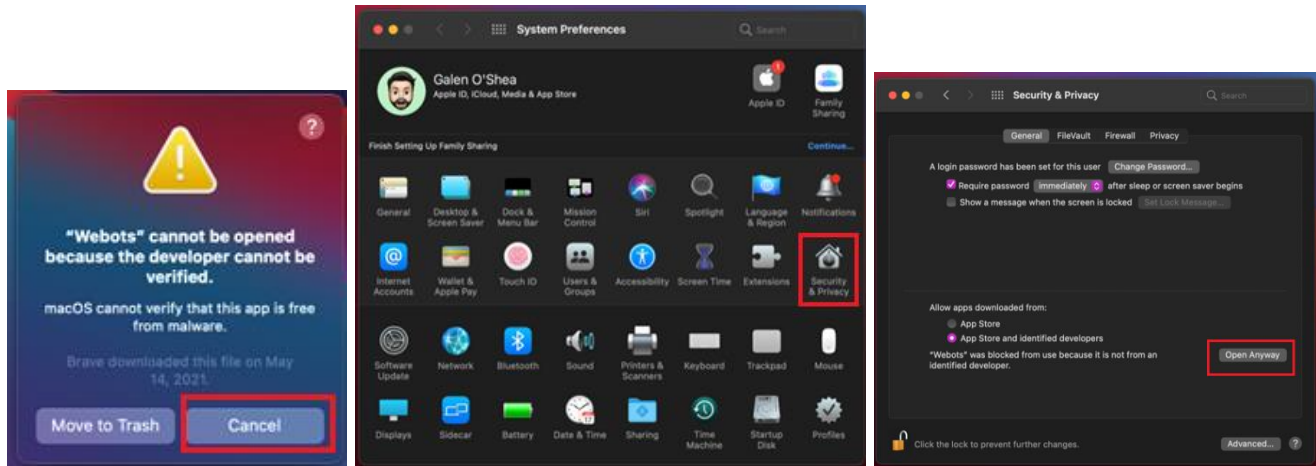 ?
"Webots" cannot be opened
because the developer cannot be
verified.
macOS cannot verify that this app is free
from malware.
Brave downloaded this file on May
14, 2021.
Move to Trash
Cancel
System Preferences
Search
Galen O'Shea
Apple ID, iCloud, Media & App Store
1
Apple ID
Family
Sharing
Finish Setting Up Family Sharing
Continue...
General
Desktop &
Screen Saver
Dock &
Menu Bar
Mission
Control
Siri
Spotlight
Language
& Region
Notifications
Internet
Accounts
Wallet &
Apple Pay
Touch ID
Users &
Groups
Accessibility
Screen Time
Extensions
Security
& Privacy
Software
Update
Network
Bluetooth
Sound
Printers &
Scanners
Keyboard
Trackpad
Mouse
Displays
Sidecar
Battery
17
Date & Time
Sharing
Time
Machine
Startup
Disk
Profiles
Security & Privacy
Search
General
FileVault
Firewall
Privacy
A login password has been set for this user
Change Password...
Require password immediately after sleep or screen saver begins
Show a message when the screen is locked
Set Lock Message...
Allow apps downloaded from:
App Store
App Store and identified developers
"Webots" was blocked from use because it is not from an
identified developer.
Open Anyway
Click the lock to prevent further changes.
Advanced...
?